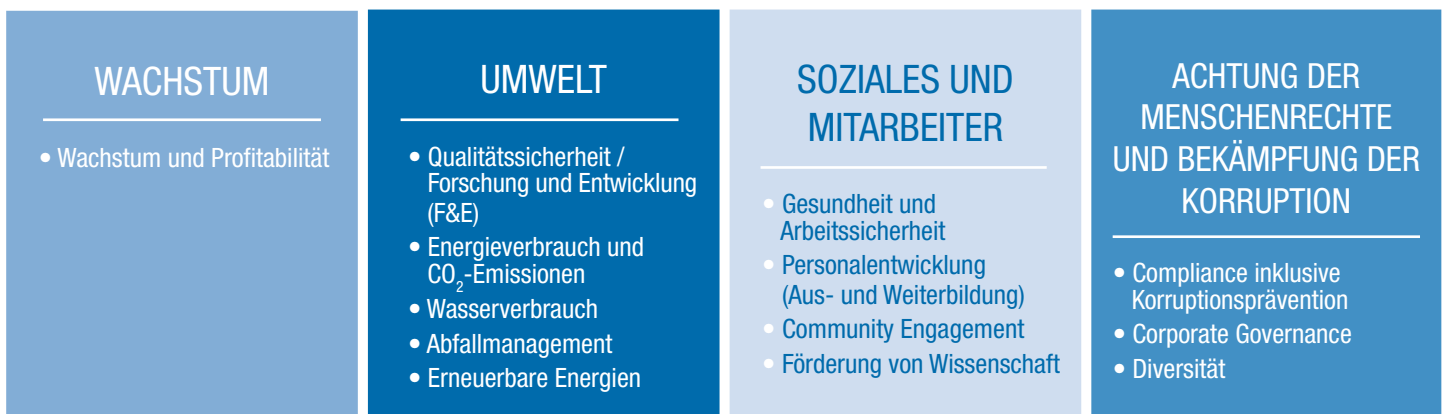 WACHSTUM
• Wachstum und Profitabilität
UMWELT
• Qualitätssicherheit /
Forschung und Entwicklung
(F&E)
• Energieverbrauch und
CO₂-Emissionen
• Wasserverbrauch
• Abfallmanagement
• Erneuerbare Energien
SOZIALES UND
MITARBEITER
• Gesundheit und
Arbeitssicherheit
• Personalentwicklung
(Aus- und Weiterbildung)
• Community Engagement
• Förderung von Wissenschaft
ACHTUNG DER
MENSCHENRECHTE
UND BEKÄMPFUNG DER
KORRUPTION
• Compliance inklusive
Korruptionsprävention
• Corporate Governance
• Diversität